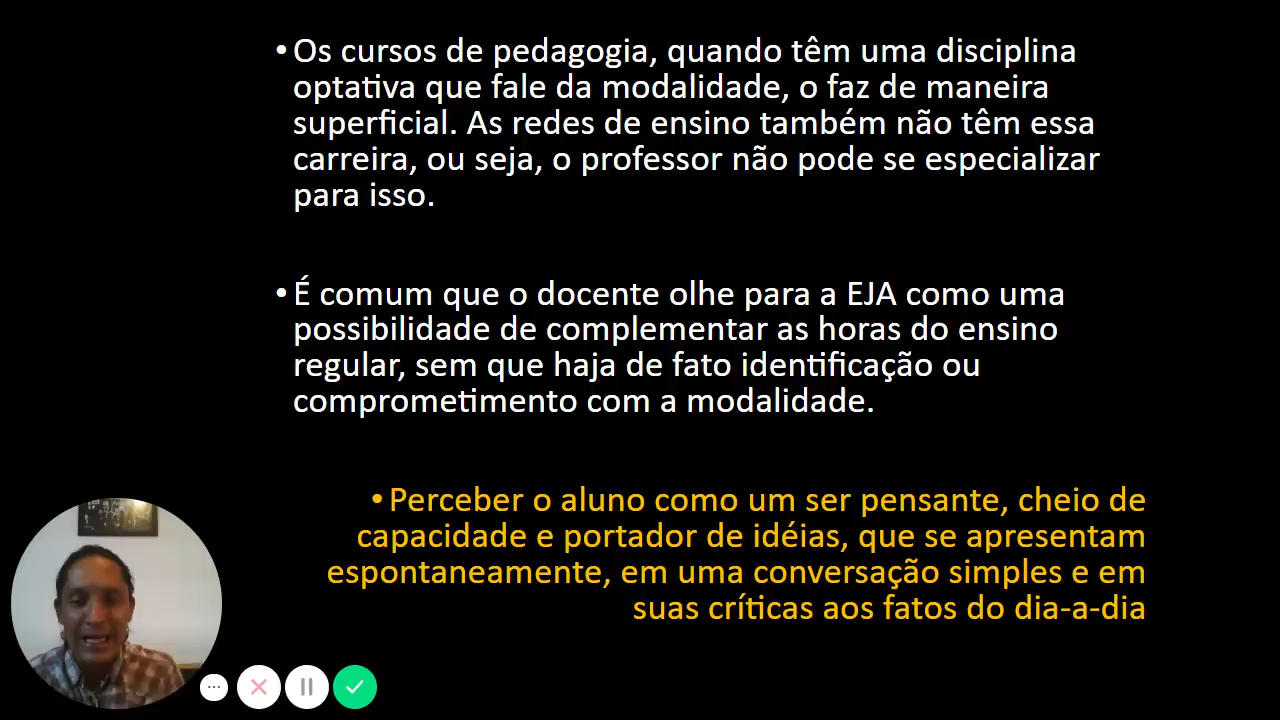 • Os cursos de pedagogia, quando têm uma disciplina
optativa que fale da modalidade, o faz de maneira
superficial. As redes de ensino também não têm essa
carreira, ou seja, o professor não pode se especializar
para isso.
• É comum que o docente olhe para a EJA como uma
possibilidade de complementar as horas do ensino
regular, sem que haja de fato identificação ou
comprometimento com a modalidade.
• Perceber o aluno como um ser pensante, cheio de
capacidade e portador de idéias, que se apresentam
espontaneamente, em uma conversação simples e em
suas críticas aos fatos do dia-a-dia